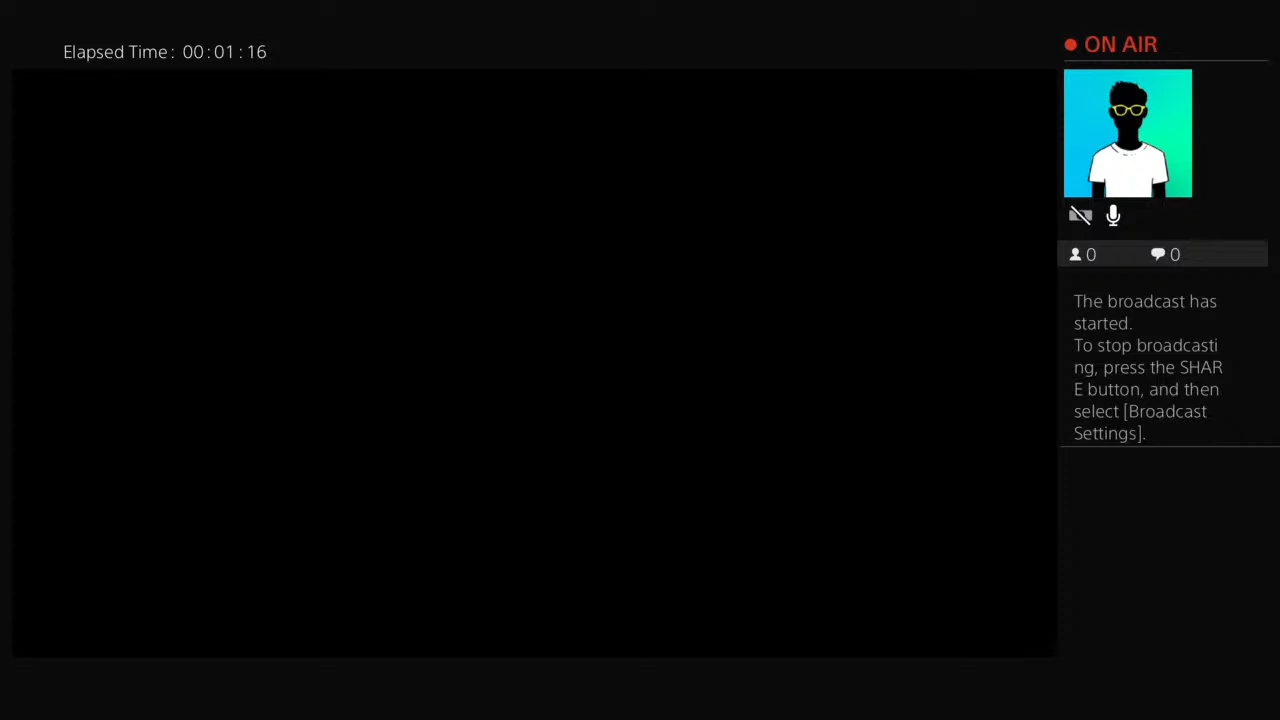 Elapsed Time: 00:01:16
ON AIR
0 0
The broadcast has
started.
To stop broadcasti
ng, press the SHAR
E button, and then
select [Broadcast
Settings].